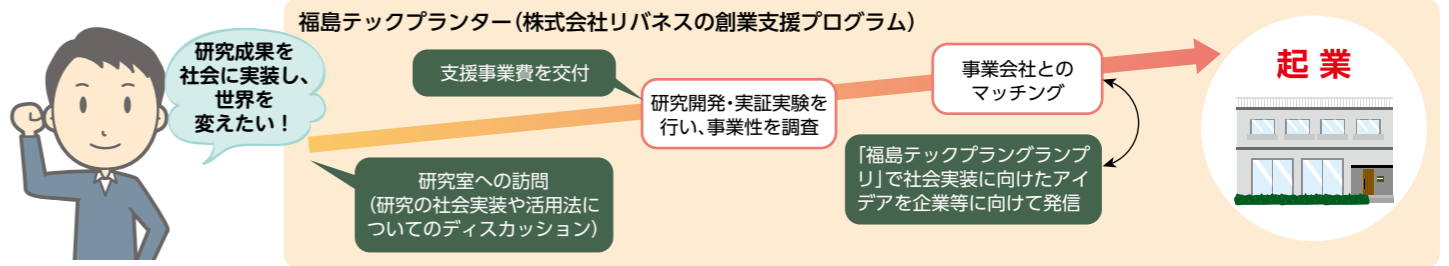 福島テックプランター（株式会社リバネスの創業支援プログラム）
研究成果を
社会に実装し、
世界を
変えたい！
研究室への訪問
（研究の社会実装や活用法に
ついてのディスカッション）
支援事業費を交付
研究開発・実証実験を
行い、事業性を調査
事業会社との
マッチング
「福島テックプラングランプ
リ」で社会実装に向けたアイ
デアを企業等に向けて発信
起業